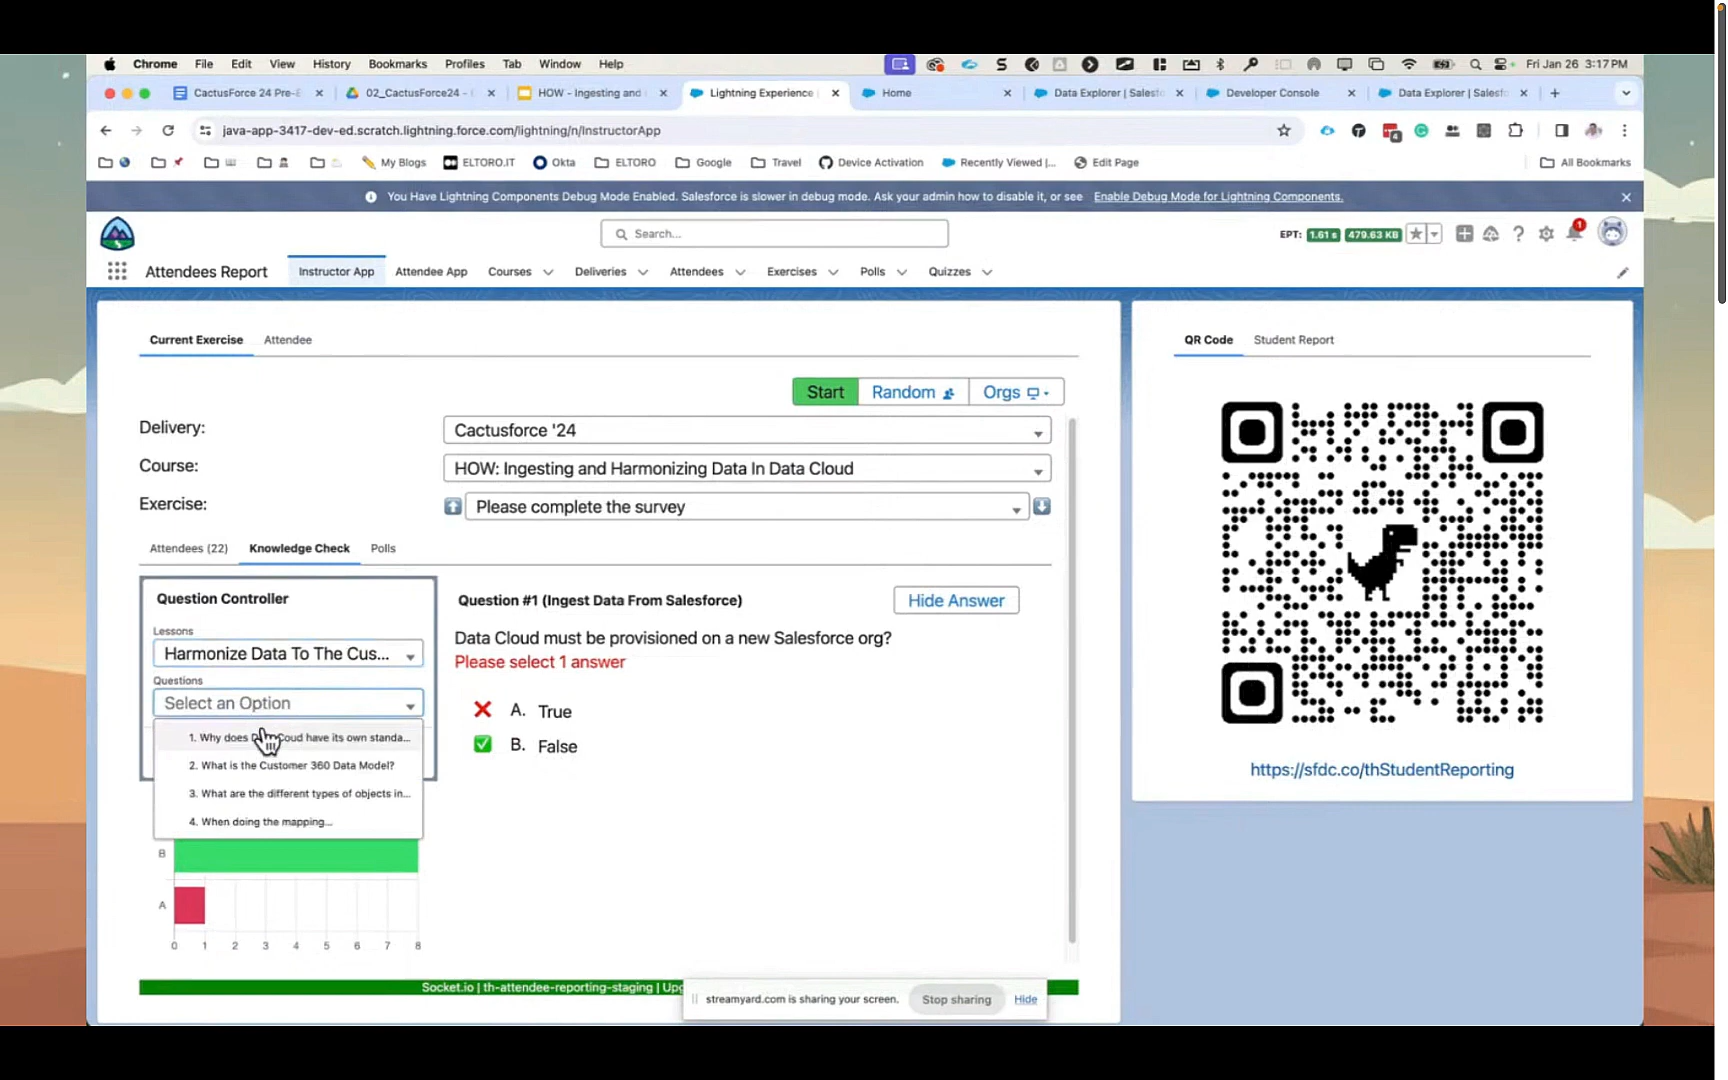 Chrome File Edit View History Bookmarks Profiles Tab Window Help Fri Jan 26 3:17 PM
CactusForce 24 Pre-E 02_CactusForce24 - HOW - Ingesting and Lightning Experience Home Data Explorer | Salesfo Developer Console Data Explorer | Salesfo
java-app-3417-dev-ed.scratch.lightning.force.com/lightning/n/InstructorApp
My Blogs ELTORO.IT Okta ELTORO Google Travel Device Activation Recently Viewed |... Edit Page All Bookmarks
You Have Lightning Components Debug Mode Enabled. Salesforce is slower in debug mode. Ask your admin how to disable it, or see Enable Debug Mode for Lightning Components.
Search...
EPT: 1.61 s 479.63 KB 1
Attendees Report Instructor App Attendee App Courses Deliveries Attendees Exercises Polls Quizzes
Current Exercise Attendee
QR Code Student Report
Start Random Orgs
Delivery: Cactusforce '24
Course: HOW: Ingesting and Harmonizing Data In Data Cloud
Exercise: Please complete the survey
Attendees (22) Knowledge Check Polls
Question Controller
Lessons
Harmonize Data To The Cus...
Questions
Select an Option
1. Why does Cloud have its own standa...
2. What is the Customer 360 Data Model?
3. What are the different types of objects in...
4. When doing the mapping...
B
A
0 1 2 3 4 5 6 7 8
Question #1 (Ingest Data From Salesforce)
Hide Answer
Data Cloud must be provisioned on a new Salesforce org?
Please select 1 answer
A. True
B. False
https://sfdc.co/thStudentReporting
Socket.io | th-attendee-reporting-staging | Upg
streamyard.com is sharing your screen. Stop sharing Hide